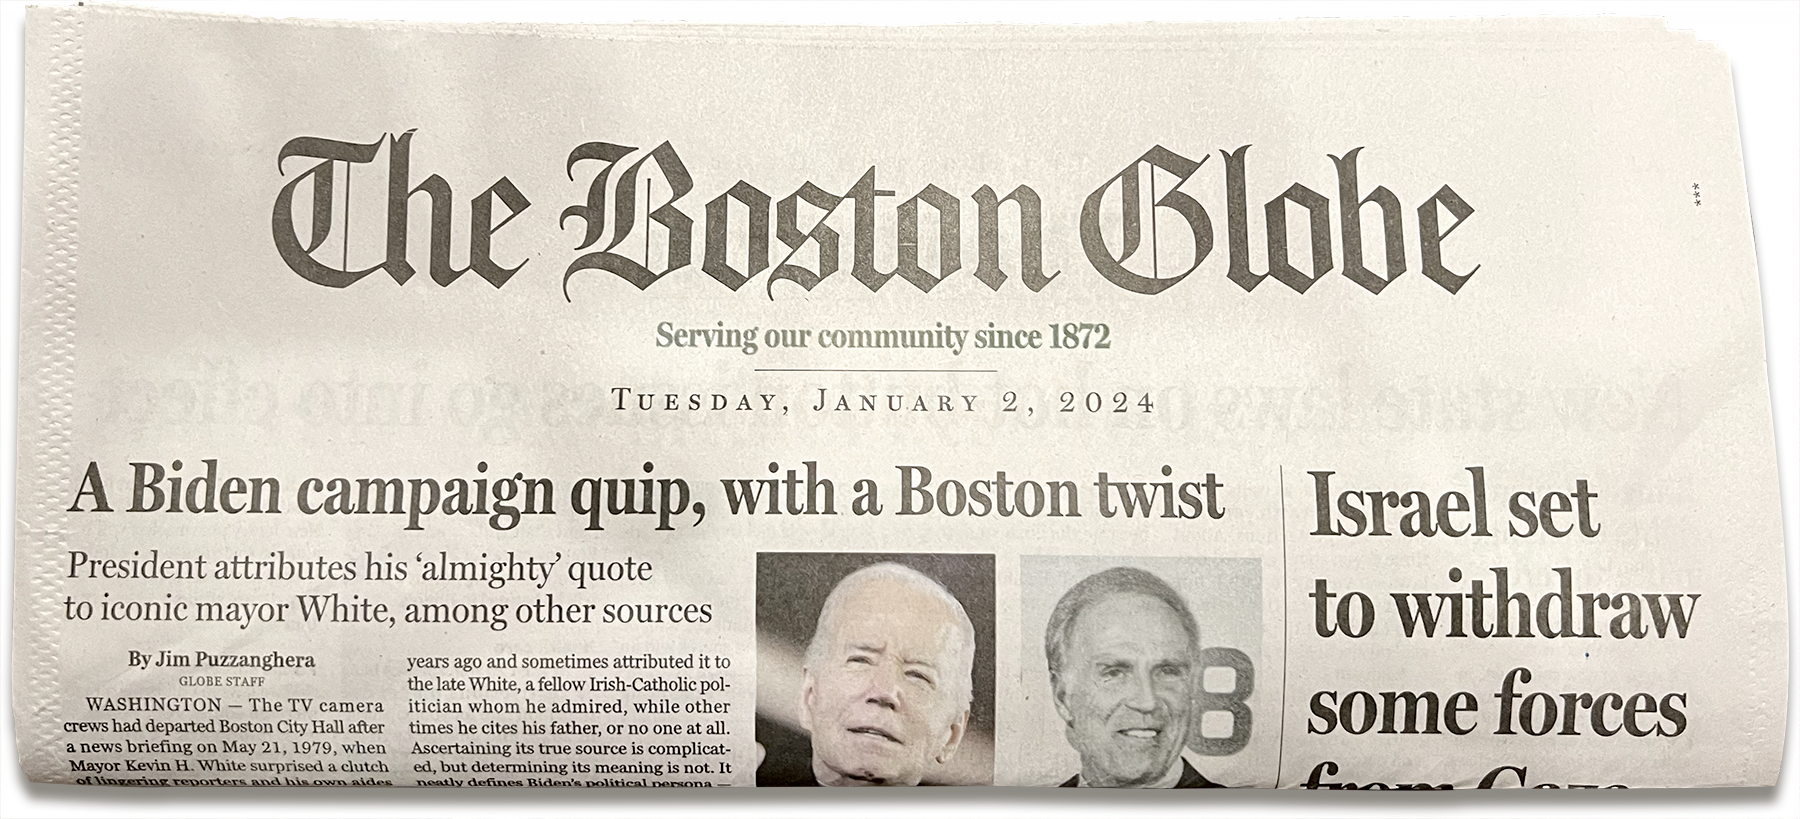 The Boston Globe
***
Serving our community since 1872
Tuesday, January 2, 2024
A Biden campaign quip, with a Boston twist
President attributes his ‘almighty’ quote
to iconic mayor White, among other sources
By Jim Puzzanghera
GLOBE STAFF
WASHINGTON — The TV camera
crews had departed Boston City Hall after
a news briefing on May 21, 1979, when
Mayor Kevin H. White surprised a clutch
of lingering reporters and his own aides
years ago and sometimes attributed it to
the late White, a fellow Irish-Catholic pol-
itician whom he admired, while other
times he cites his father, or no one at all.
Ascertaining its true source is complicat-
ed, but determining its meaning is not. It
neatly defines Biden’s political persona —
8
Israel set
to withdraw
some forces
from Gaza